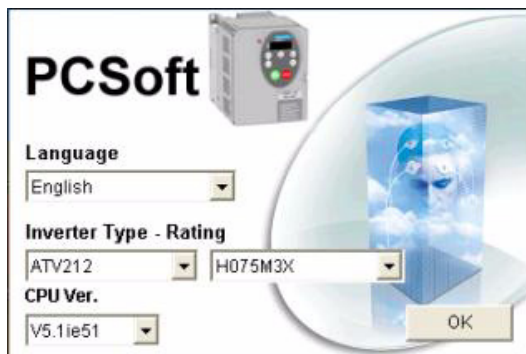 PCSoft
Language
English
Inverter Type - Rating
ATV212 H075M3X
CPU Ver.
V5.1ie51
OK